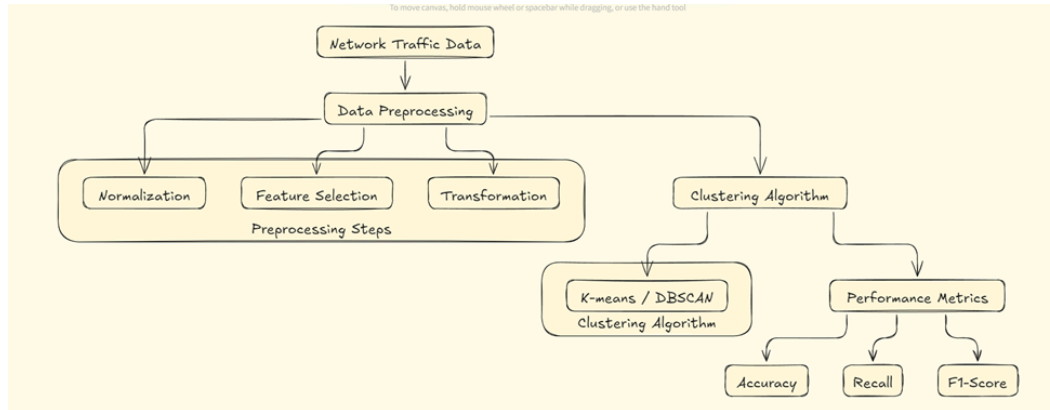 To move canvas, hold mouse wheel or spacebar while dragging, or use the hand tool
Network Traffic Data
Data Preprocessing
Normalization
Feature Selection
Transformation
Preprocessing Steps
Clustering Algorithm
K-means / DBSCAN
Clustering Algorithm
Performance Metrics
Accuracy
Recall
F1-Score